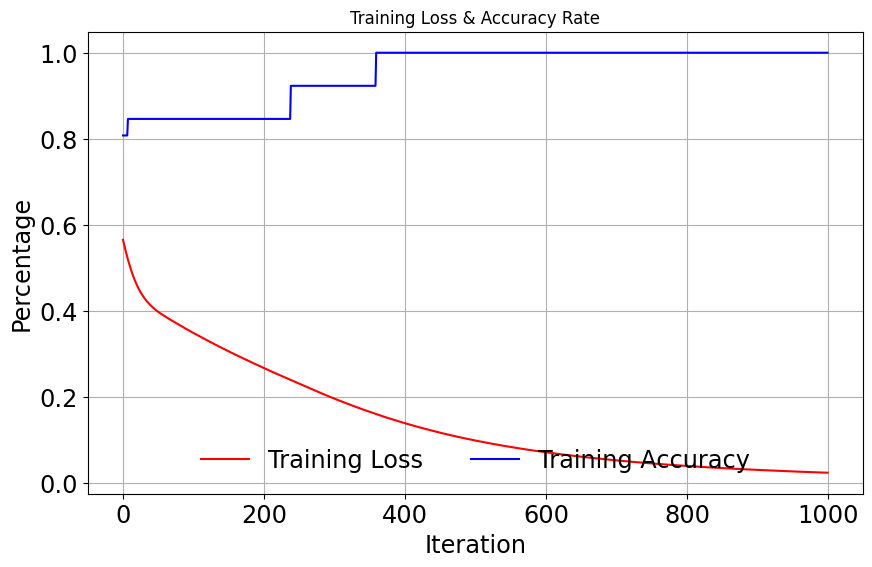 Training Loss & Accuracy Rate
1.0
0.8
0.6
0.4
0.2
0.0
Percentage
Training Loss
Training Accuracy
0 200 400 600 800 1000
Iteration